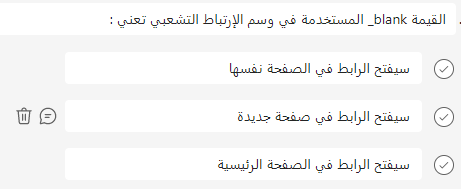 القيمة blank_ المستخدمة في وسم الإرتباط التشعبي تعني :
سيفتح الرابط في الصفحة نفسها
سيفتح الرابط في صفحة جديدة
سيفتح الرابط في الصفحة الرئيسية